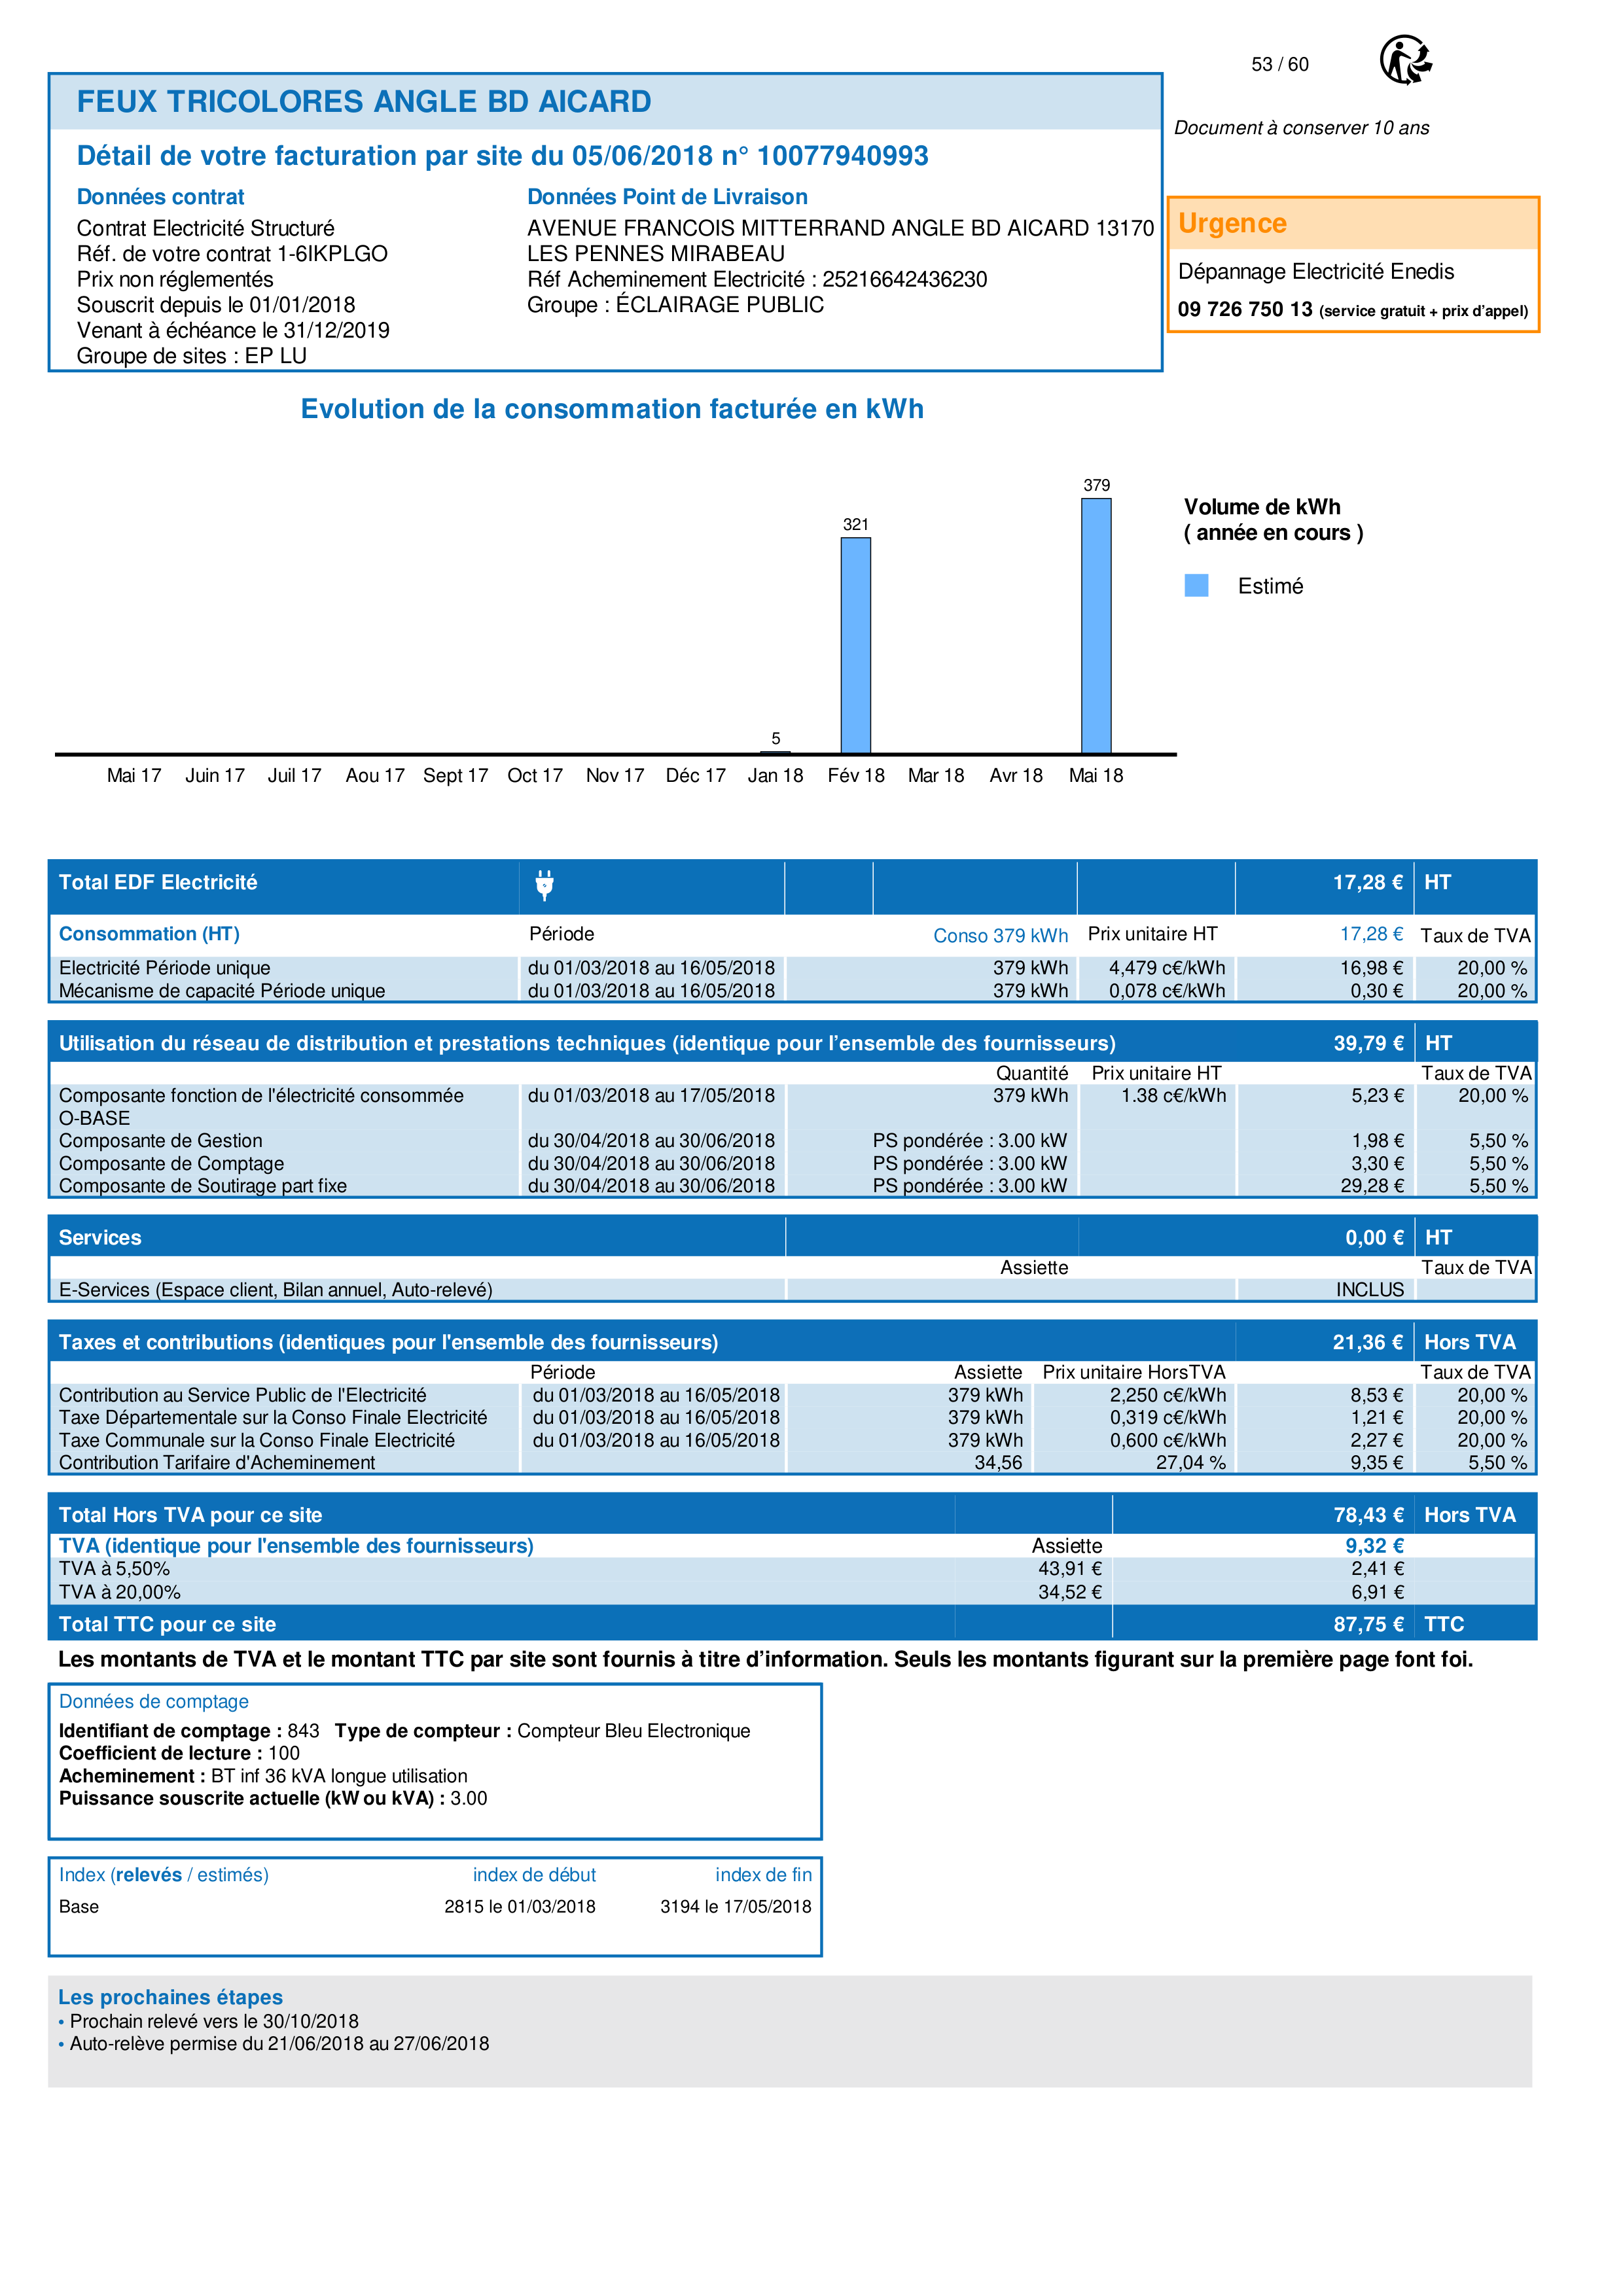 53 / 60
FEUX TRICOLORES ANGLE BD AICARD
Document à conserver 10 ans
Détail de votre facturation par site du 05/06/2018 n° 10077940993
Données contrat
Contrat Electricité Structuré
Réf. de votre contrat 1-6IKPLGO
Prix non réglementés
Souscrit depuis le 01/01/2018
Venant à échéance le 31/12/2019
Groupe de sites : EP LU
Données Point de Livraison
AVENUE FRANCOIS MITTERRAND ANGLE BD AICARD 13170
LES PENNES MIRABEAU
Réf Acheminement Electricité : 25216642436230
Groupe : ÉCLAIRAGE PUBLIC
Urgence
Dépannage Electricité Enedis
09 726 750 13 (service gratuit + prix d'appel)
Evolution de la consommation facturée en kWh
379
321
5
Volume de kWh
( année en cours )
Estimé
Mai 17 Juin 17 Juil 17 Aou 17 Sept 17 Oct 17 Nov 17 Déc 17 Jan 18 Fév 18 Mar 18 Avr 18 Mai 18
Total EDF Electricité 17,28 € HT
Consommation (HT) Période Conso 379 kWh Prix unitaire HT 17,28 € Taux de TVA
Electricité Période unique du 01/03/2018 au 16/05/2018 379 kWh 4,479 c€/kWh 16,98 € 20,00 %
Mécanisme de capacité Période unique du 01/03/2018 au 16/05/2018 379 kWh 0,078 c€/kWh 0,30 € 20,00 %
Utilisation du réseau de distribution et prestations techniques (identique pour l'ensemble des fournisseurs) 39,79 € HT
Quantité Prix unitaire HT Taux de TVA
Composante fonction de l'électricité consommée du 01/03/2018 au 17/05/2018 379 kWh 1.38 c€/kWh 5,23 € 20,00 %
O-BASE
Composante de Gestion du 30/04/2018 au 30/06/2018 PS pondérée : 3.00 kW 1,98 € 5,50 %
Composante de Comptage du 30/04/2018 au 30/06/2018 PS pondérée : 3.00 kW 3,30 € 5,50 %
Composante de Soutirage part fixe du 30/04/2018 au 30/06/2018 PS pondérée : 3.00 kW 29,28 € 5,50 %
Services 0,00 € HT
Assiette Taux de TVA
E-Services (Espace client, Bilan annuel, Auto-relevé) INCLUS
Taxes et contributions (identiques pour l'ensemble des fournisseurs) 21,36 € Hors TVA
Période Assiette Prix unitaire HorsTVA Taux de TVA
Contribution au Service Public de l'Electricité du 01/03/2018 au 16/05/2018 379 kWh 2,250 c€/kWh 8,53 € 20,00 %
Taxe Départementale sur la Conso Finale Electricité du 01/03/2018 au 16/05/2018 379 kWh 0,319 c€/kWh 1,21 € 20,00 %
Taxe Communale sur la Conso Finale Electricité du 01/03/2018 au 16/05/2018 379 kWh 0,600 c€/kWh 2,27 € 20,00 %
Contribution Tarifaire d'Acheminement 34,56 27,04 % 9,35 € 5,50 %
Total Hors TVA pour ce site 78,43 € Hors TVA
TVA (identique pour l'ensemble des fournisseurs) Assiette 9,32 €
TVA à 5,50% 43,91 € 2,41 €
TVA à 20,00% 34,52 € 6,91 €
Total TTC pour ce site 87,75 € TTC
Les montants de TVA et le montant TTC par site sont fournis à titre d'information. Seuls les montants figurant sur la première page font foi.
Données de comptage
Identifiant de comptage : 843 Type de compteur : Compteur Bleu Electronique
Coefficient de lecture : 100
Acheminement : BT inf 36 kVA longue utilisation
Puissance souscrite actuelle (kW ou kVA) : 3.00
Index (relevés / estimés) index de début index de fin
Base 2815 le 01/03/2018 3194 le 17/05/2018
Les prochaines étapes
• Prochain relevé vers le 30/10/2018
• Auto-relève permise du 21/06/2018 au 27/06/2018